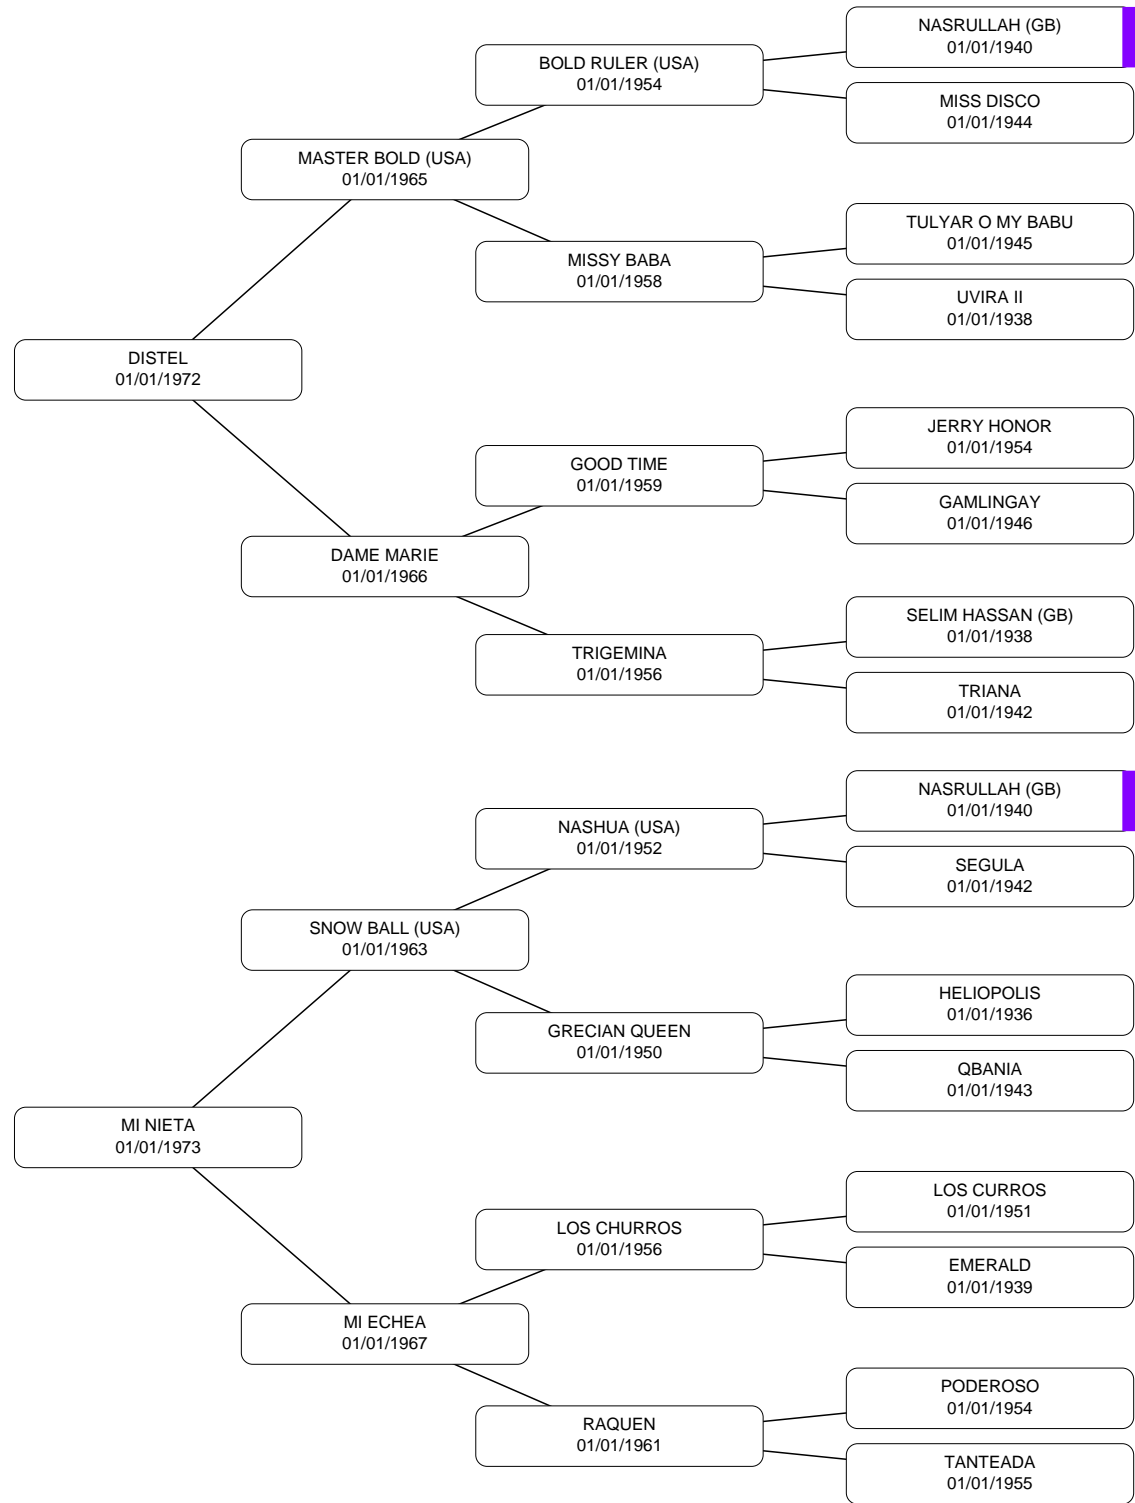 NASRULLAH (GB)
01/01/1940
BOLD RULER (USA)
01/01/1954
MISS DISCO
01/01/1944
MASTER BOLD (USA)
01/01/1965
TULYAR O MY BABU
01/01/1945
MISSY BABA
01/01/1958
UVIRA II
01/01/1938
DISTEL
01/01/1972
JERRY HONOR
01/01/1954
GOOD TIME
01/01/1959
GAMLINGAY
01/01/1946
DAME MARIE
01/01/1966
SELIM HASSAN (GB)
01/01/1938
TRIGEMINA
01/01/1956
TRIANA
01/01/1942
NASRULLAH (GB)
01/01/1940
NASHUA (USA)
01/01/1952
SEGULA
01/01/1942
SNOW BALL (USA)
01/01/1963
HELIOPOLIS
01/01/1936
GRECIAN QUEEN
01/01/1950
QBANIA
01/01/1943
MI NIETA
01/01/1973
LOS CURROS
01/01/1951
LOS CHURROS
01/01/1956
EMERALD
01/01/1939
MI ECHEA
01/01/1967
PODEROSO
01/01/1954
RAQUEN
01/01/1961
TANTEADA
01/01/1955